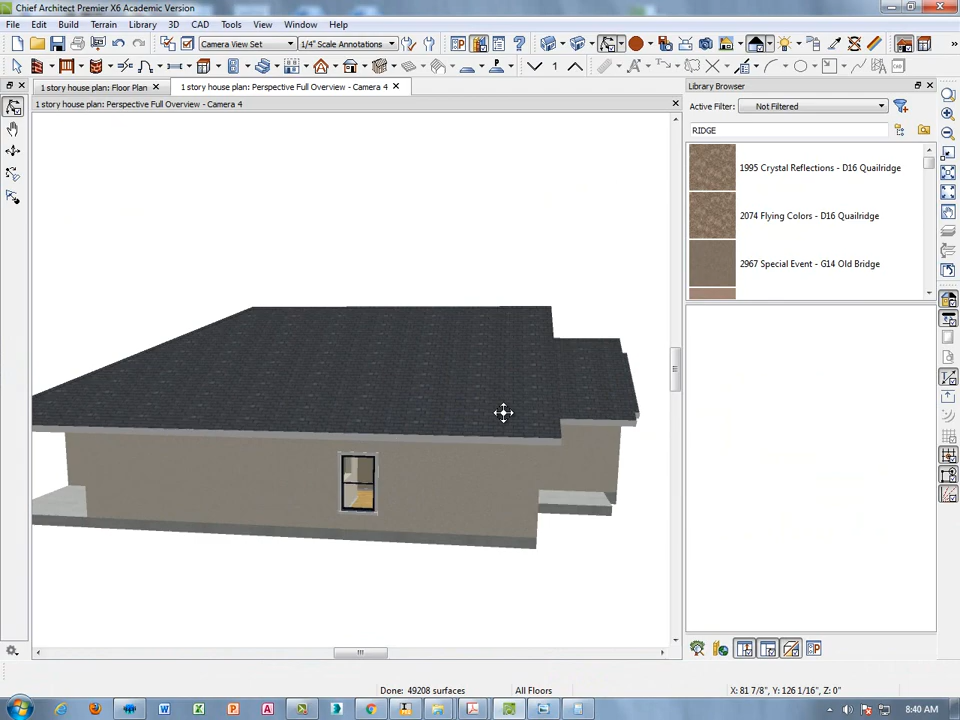 Chief Architect Premier X6 Academic Version
File Edit Build Terrain Library 3D CAD Tools View Window Help
Camera View Set 1/4" Scale Annotations
1
1 story house plan: Floor Plan 1 story house plan: Perspective Full Overview - Camera 4
1 story house plan: Perspective Full Overview - Camera 4
Library Browser
Active Filter: Not Filtered
RIDGE
1995 Crystal Reflections - D16 Quailridge
2074 Flying Colors - D16 Quailridge
2967 Special Event - G14 Old Bridge
Done: 49208 surfaces All Floors X: 81 7/8", Y: 126 1/16", Z: 0"
8:40 AM